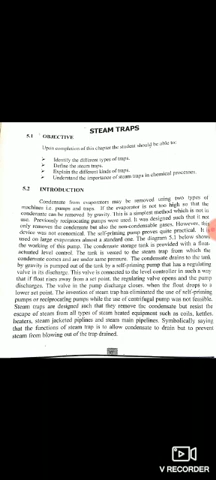 STEAM TRAPS
5.1 OBJECTIVE
Upon completion of this chapter the student should be able to:
➤ Identify the different types of traps.
➤ Define the steam traps.
➤ Explain the different kinds of traps.
➤ Understand the importance of steam traps in chemical processes.
5.2 INTRODUCTION
Condensate from evaporators may be removed using two types of
machines i.e. pumps and traps. If the evaporator is not too high so that the
condensate can be removed by gravity. This is a simplest method which is not in
use. Previously reciprocating pumps were used. It was designed such that it not
only removes the condensate but also the non-condensable gases. However, this
device was not economical. The self-priming pump proves quite practical. It is
used on large evaporators almost a standard one. The diagram 5.1 below shows
the working of this pump. The condensate storage tank is provided with a float-
actuated level control. The tank is vented to the steam trap from which the
condensate comes and are under same pressure. The condensate drains to the tank
by gravity is pumped out of the tank by a self-priming pump that has a regulating
valve in its discharge. This valve is connected to the level controller in such a way
that if float rises away from a set point, the regulating valve opens and the pump
discharges. The valve in the pump discharge closes, when the float drops to a
lower set point. The invention of steam trap has eliminated the use of self-priming
pumps or reciprocating pumps while the use of centrifugal pump was not feasible.
Steam traps are designed such that they remove the condensate but resist the
escape of steam from all types of steam heated equipment such as coils, kettles,
heaters, steam jacketed piplines and steam main pipelines. Symbolically saying
that the functions of steam trap is to allow condensate to drain but to prevent
steam from blowing out of the trap drained.
V RECORDER